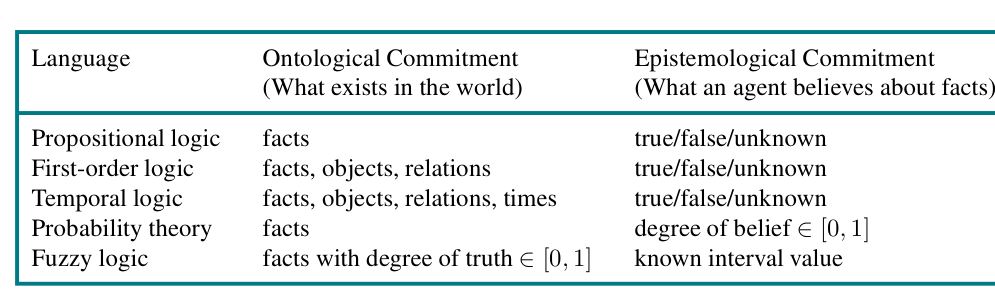 Language Ontological Commitment Epistemological Commitment
(What exists in the world) (What an agent believes about facts)
Propositional logic facts true/false/unknown
First-order logic facts, objects, relations true/false/unknown
Temporal logic facts, objects, relations, times true/false/unknown
Probability theory facts degree of belief ∈ [0, 1]
Fuzzy logic facts with degree of truth ∈ [0, 1] known interval value